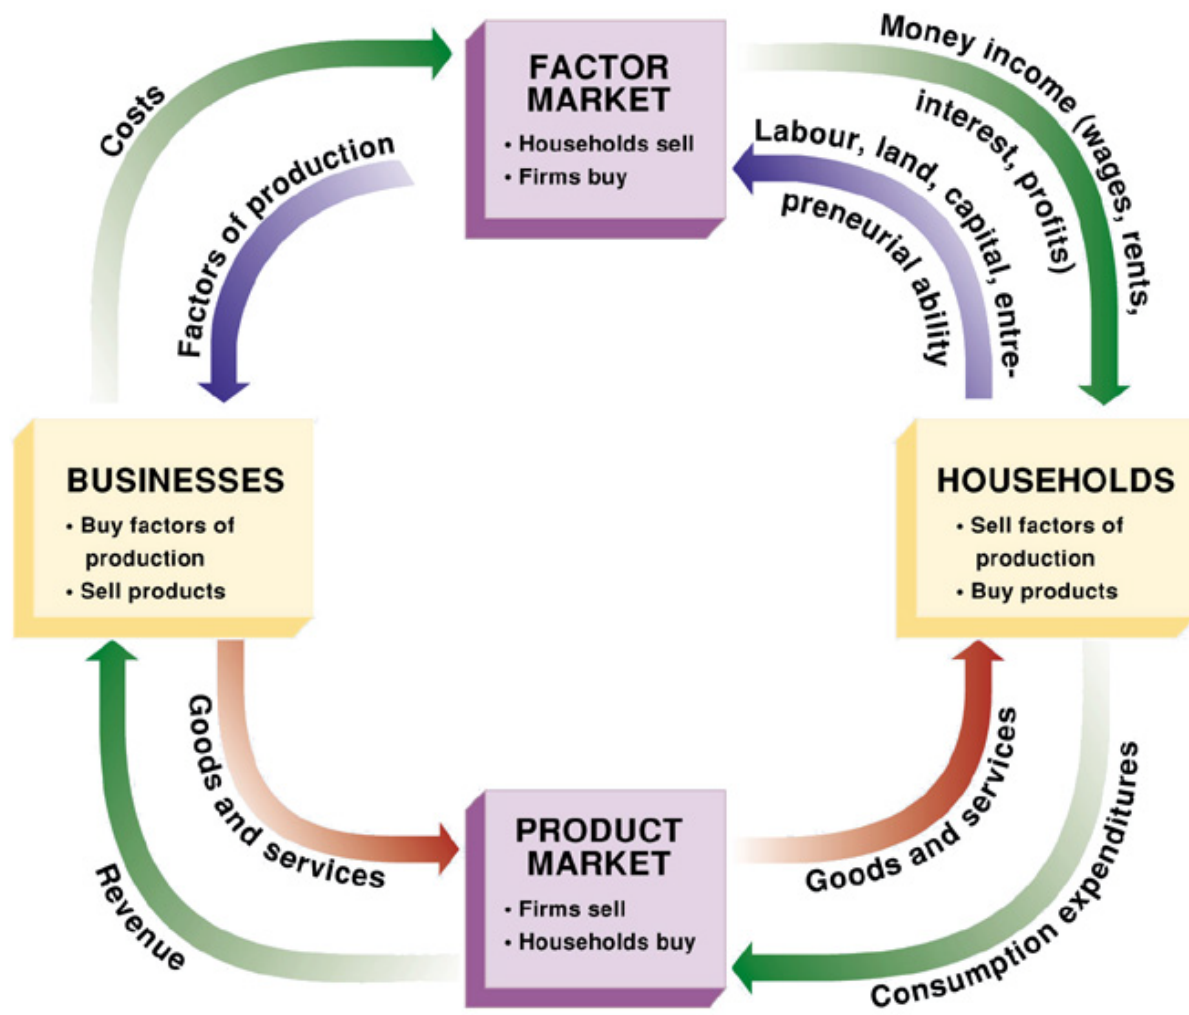 FACTOR
MARKET
• Households sell
• Firms buy
Costs
Factors of production
Money income (wages, rents,
interest, profits)
Labour, land, capital, entre-
preneurial ability
BUSINESSES
• Buy factors of
production
• Sell products
HOUSEHOLDS
• Sell factors of
production
• Buy products
Goods and services
Revenue
PRODUCT
MARKET
• Firms sell
• Households buy
Goods and services
Consumption expenditures